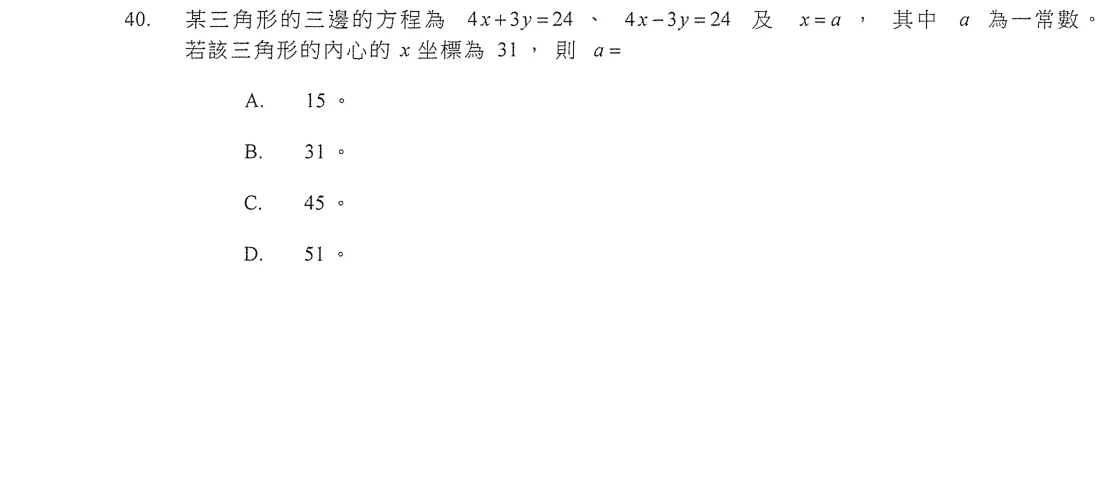 40. 某三角形的三邊的方程為 4x+3y=24 、 4x−3y=24 及 x=a ， 其中 a 為一常數。
若該三角形的內心的 x 坐標為 31 ， 則 a =
A. 15 。
B. 31 。
C. 45 。
D. 51 。